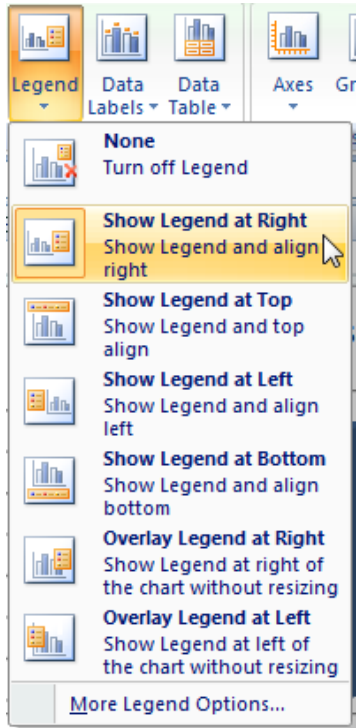 Legend
Data
Labels
Data
Table
Axes
Gr
None
Turn off Legend
Show Legend at Right
Show Legend and align
right
Show Legend at Top
Show Legend and top
align
Show Legend at Left
Show Legend and align
left
Show Legend at Bottom
Show Legend and align
bottom
Overlay Legend at Right
Show Legend at right of
the chart without resizing
Overlay Legend at Left
Show Legend at left of
the chart without resizing
More Legend Options...